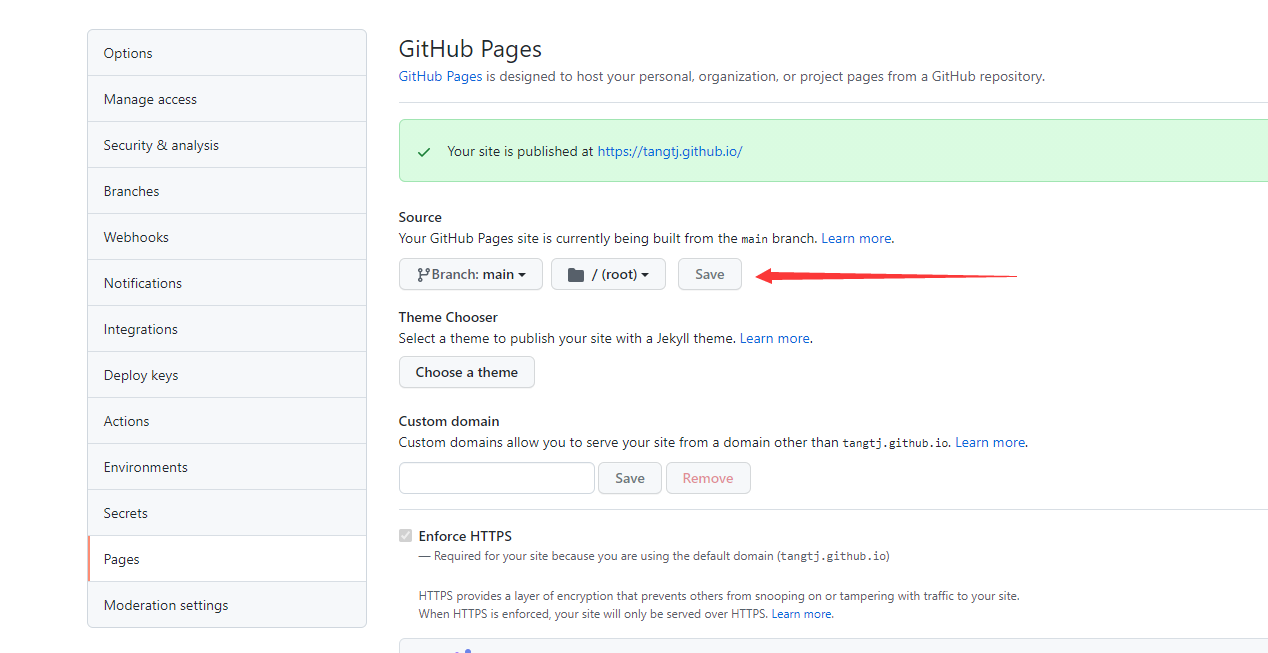 Options
Manage access
Security & analysis
Branches
Webhooks
Notifications
Integrations
Deploy keys
Actions
Environments
Secrets
Pages
Moderation settings
GitHub Pages
GitHub Pages is designed to host your personal, organization, or project pages from a GitHub repository.
Your site is published at https://tangtj.github.io/
Source
Your GitHub Pages site is currently being built from the main branch. Learn more.
Branch: main / (root) Save
Theme Chooser
Select a theme to publish your site with a Jekyll theme. Learn more.
Choose a theme
Custom domain
Custom domains allow you to serve your site from a domain other than tangtj.github.io. Learn more.
Save Remove
Enforce HTTPS
— Required for your site because you are using the default domain (tangtj.github.io)
HTTPS provides a layer of encryption that prevents others from snooping on or tampering with traffic to your site.
When HTTPS is enforced, your site will only be served over HTTPS. Learn more.